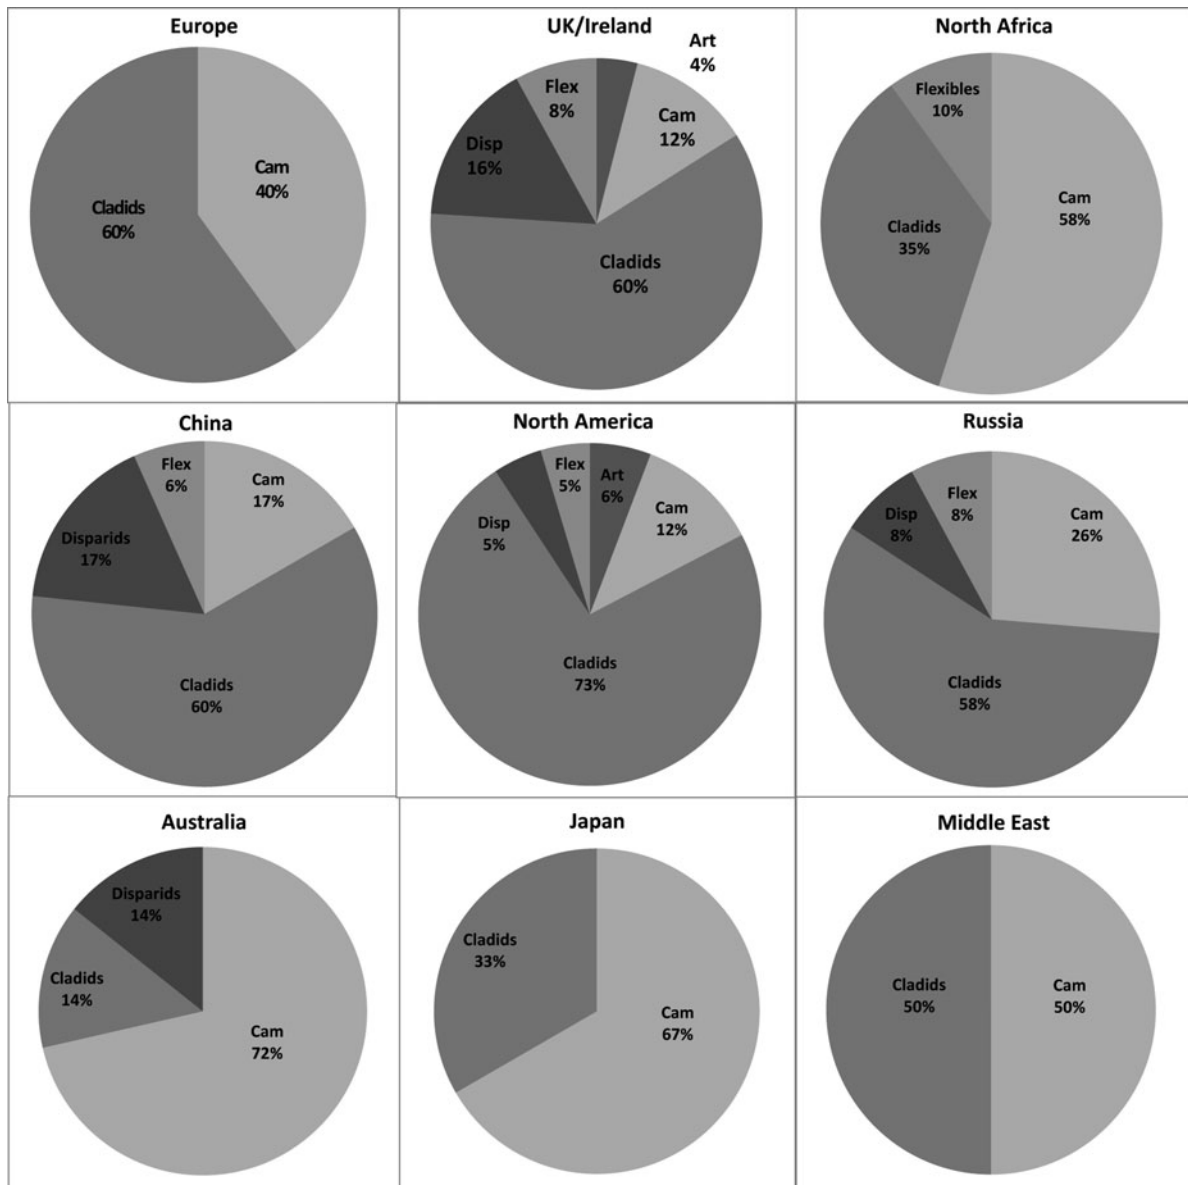 Europe
Cam
40%
Cladids
60%
UK/Ireland
Art
4%
Flex
8%
Cam
12%
Disp
16%
Cladids
60%
North Africa
Flexibles
10%
Cam
58%
Cladids
35%
China
Flex
6%
Cam
17%
Disparids
17%
Cladids
60%
North America
Flex
5%
Art
6%
Cam
12%
Disp
5%
Cladids
73%
Russia
Flex
8%
Disp
8%
Cam
26%
Cladids
58%
Australia
Disparids
14%
Cladids
14%
Cam
72%
Japan
Cladids
33%
Cam
67%
Middle East
Cladids
50%
Cam
50%